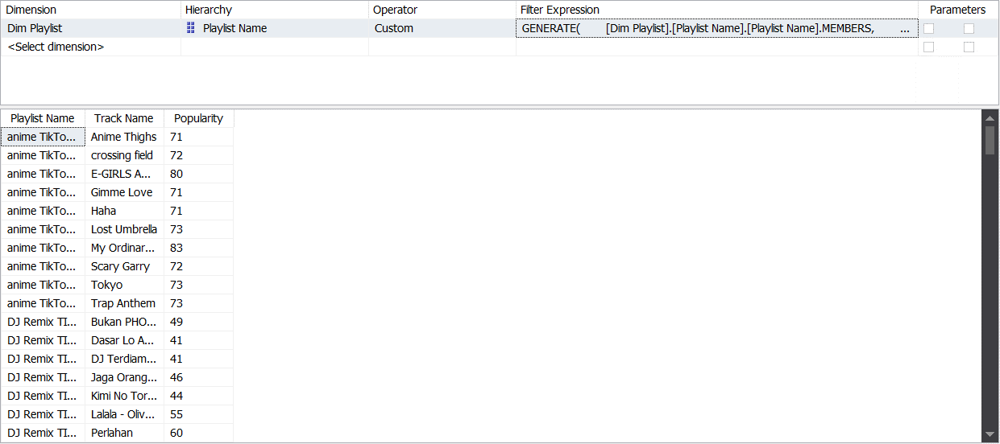 Dimension Hierarchy Operator Filter Expression Parameters
Dim Playlist Playlist Name Custom GENERATE( [Dim Playlist].[Playlist Name].[Playlist Name].MEMBERS, ...
<Select dimension>
Playlist Name Track Name Popularity
anime TikTo... Anime Thighs 71
anime TikTo... crossing field 72
anime TikTo... E-GIRLS A... 80
anime TikTo... Gimme Love 71
anime TikTo... Haha 71
anime TikTo... Lost Umbrella 73
anime TikTo... My Ordinar... 83
anime TikTo... Scary Garry 72
anime TikTo... Tokyo 73
anime TikTo... Trap Anthem 73
DJ Remix TI... Bukan PHO... 49
DJ Remix TI... Dasar Lo A... 41
DJ Remix TI... DJ Terdiam... 41
DJ Remix TI... Jaga Orang... 46
DJ Remix TI... Kimi No Tor... 44
DJ Remix TI... Lalala - Oliv... 55
DJ Remix TI... Perlahan 60